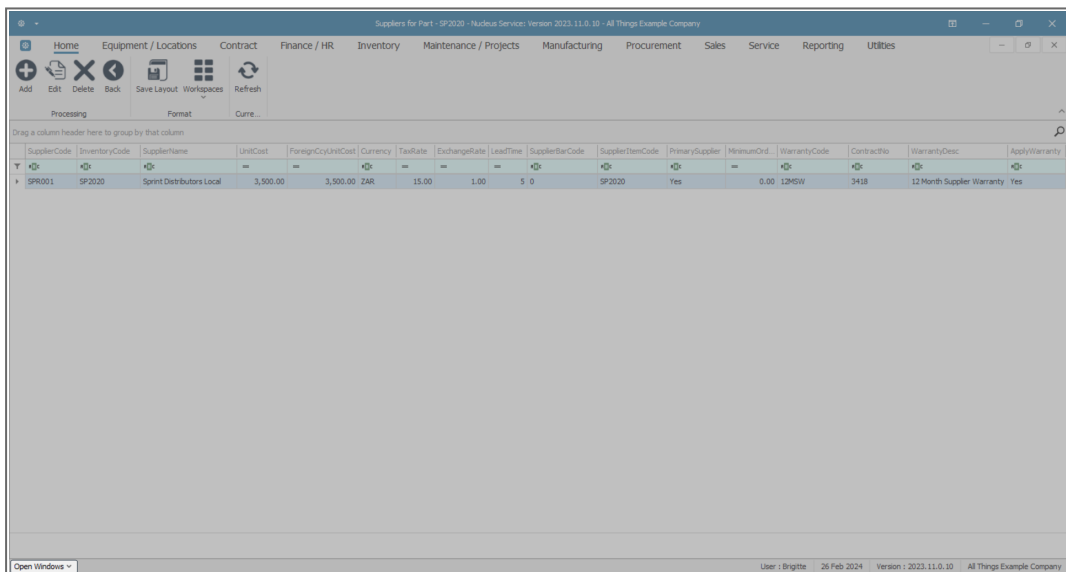 Suppliers for Part - SP2020 - Nucleus Service: Version 2023.11.0.10 - All Things Example Company
Home Equipment / Locations Contract Finance / HR Inventory Maintenance / Projects Manufacturing Procurement Sales Service Reporting Utilities
Add Edit Delete Back Save Layout Workspaces Refresh
Processing Format Curre...
Drag a column header here to group by that column
SupplierCode InventoryCode SupplierName UnitCost ForeignCcyUnitCost Currency TaxRate ExchangeRate LeadTime SupplierBarCode SupplierItemCode PrimarySupplier MinimumOrd... WarrantyCode ContractNo WarrantyDesc ApplyWarranty
SPR001 SP2020 Sprint Distributors Local 3,500.00 3,500.00 ZAR 15.00 1.00 5 0 SP2020 Yes 0.00 12MSW 3418 12 Month Supplier Warranty Yes
Open Windows User : Brigitte 26 Feb 2024 Version : 2023.11.0.10 All Things Example Company